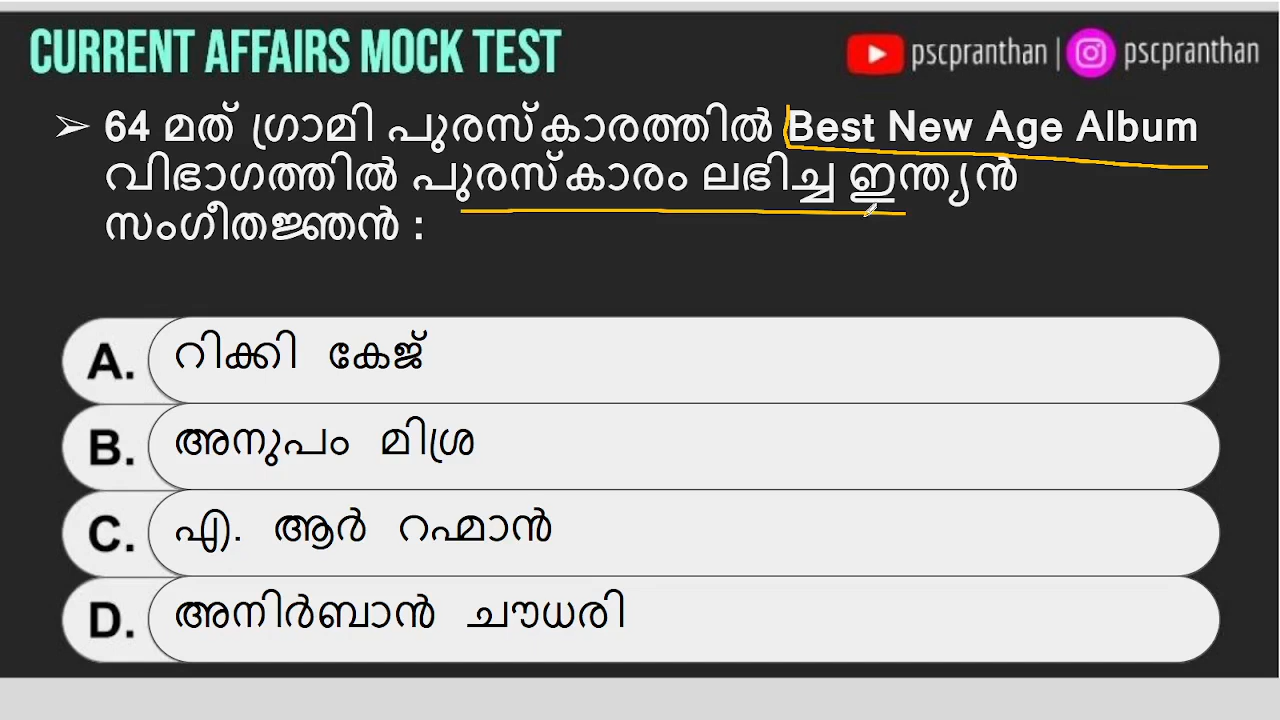 CURRENT AFFAIRS MOCK TEST
pscpranthan | pscpranthan
➢ 64 മത് ഗ്രാമി പുരസ്കാരത്തിൽ Best New Age Album
വിഭാഗത്തിൽ പുരസ്കാരം ലഭിച്ച ഇന്ത്യൻ
സംഗീതജ്ഞൻ :
A. റിക്കി കേജ്
B. അനുപം മിശ്ര
C. എ. ആർ റഹ്മാൻ
D. അനിർബാൻ ചൗധരി